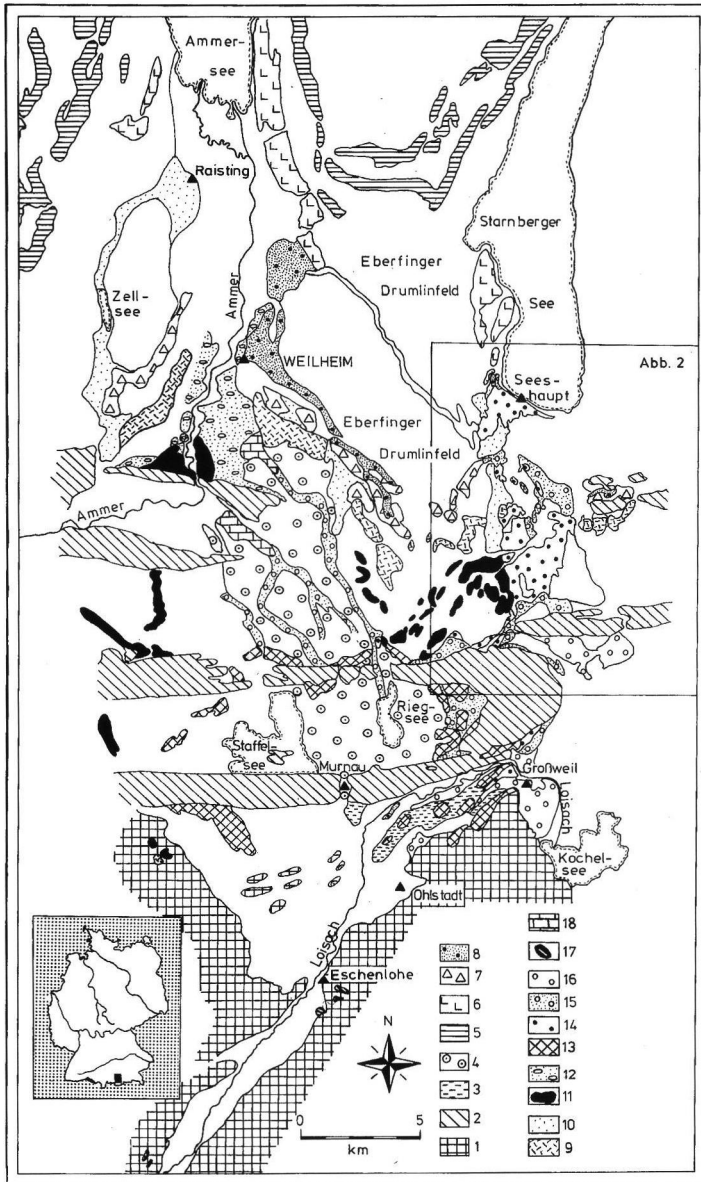 Ammer-
see
Raisting
Starnberger
See
Eberfinger
Drumlinfeld
Zell-
see
Ammer
WEILHEIM
Abb. 2
Sees-
haupt
Eberfinger
Drumlinfeld
Ammer
Rieg-
see
Staffel-
see
Murnau
Großweil
Loisach
Kochel-
see
Ohlstadt
Loisach
Eschenlohe
N
0 5
km
8
7
6
5
4
3
2
1
18
17
16
15
14
13
12
11
10
9